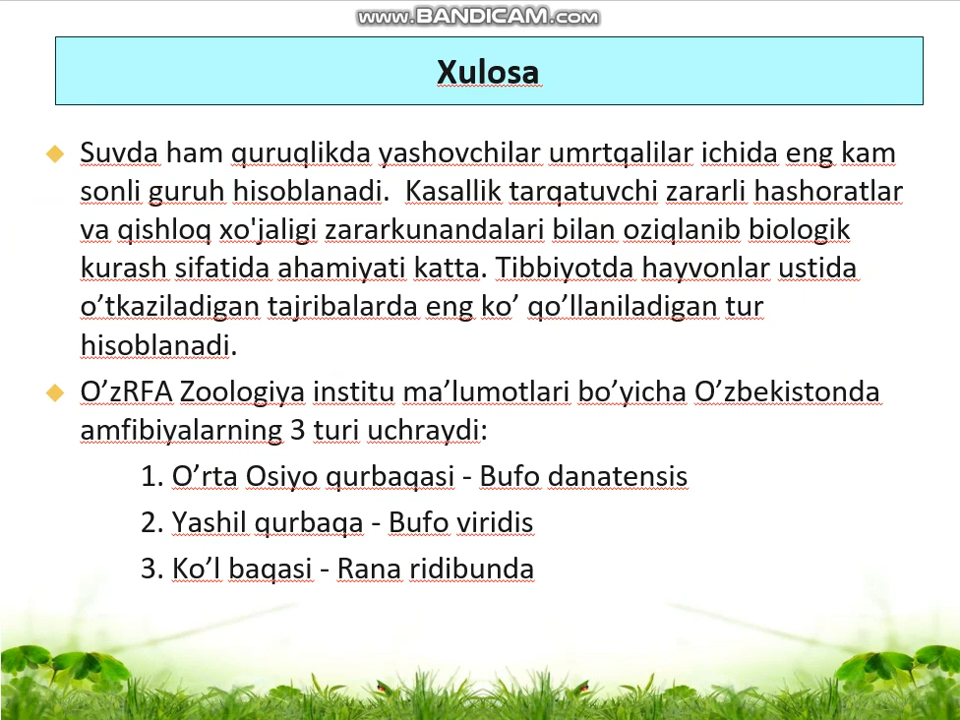 www.BANDICAM.com
Xulosa
Suvda ham quruqlikda yashovchilar umrtqalilar ichida eng kam
sonli guruh hisoblanadi.  Kasallik tarqatuvchi zararli hashoratlar
va qishloq xo'jaligi zararkunandalari bilan oziqlanib biologik
kurash sifatida ahamiyati katta. Tibbiyotda hayvonlar ustida
o’tkaziladigan tajribalarda eng ko’ qo’llaniladigan tur
hisoblanadi.
O’zRFA Zoologiya institu ma’lumotlari bo’yicha O’zbekistonda
amfibiyalarning 3 turi uchraydi:
1. O’rta Osiyo qurbaqasi - Bufo danatensis
2. Yashil qurbaqa - Bufo viridis
3. Ko’l baqasi - Rana ridibunda